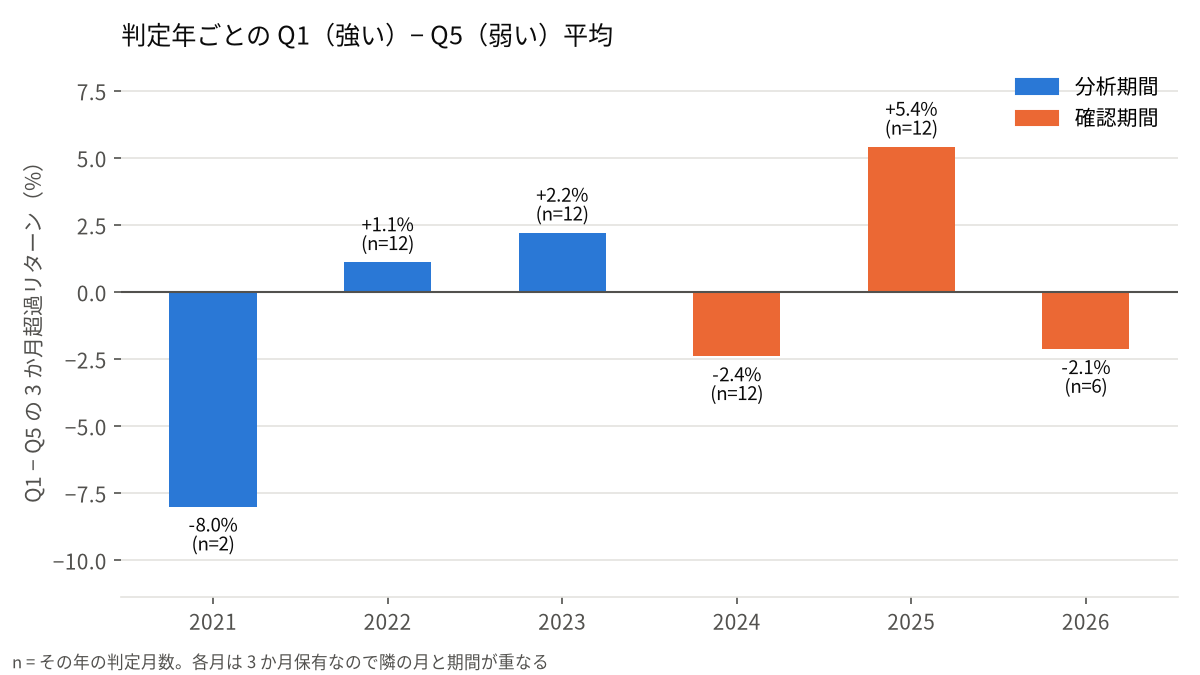 判定年ごとの Q1（強い）− Q5（弱い）平均
分析期間
確認期間
Q1 − Q5 の 3 か月超過リターン（%）
7.5
5.0
2.5
0.0
−2.5
−5.0
−7.5
−10.0
-8.0%
(n=2)
+1.1%
(n=12)
+2.2%
(n=12)
-2.4%
(n=12)
+5.4%
(n=12)
-2.1%
(n=6)
2021
2022
2023
2024
2025
2026
n = その年の判定月数。各月は 3 か月保有なので隣の月と期間が重なる